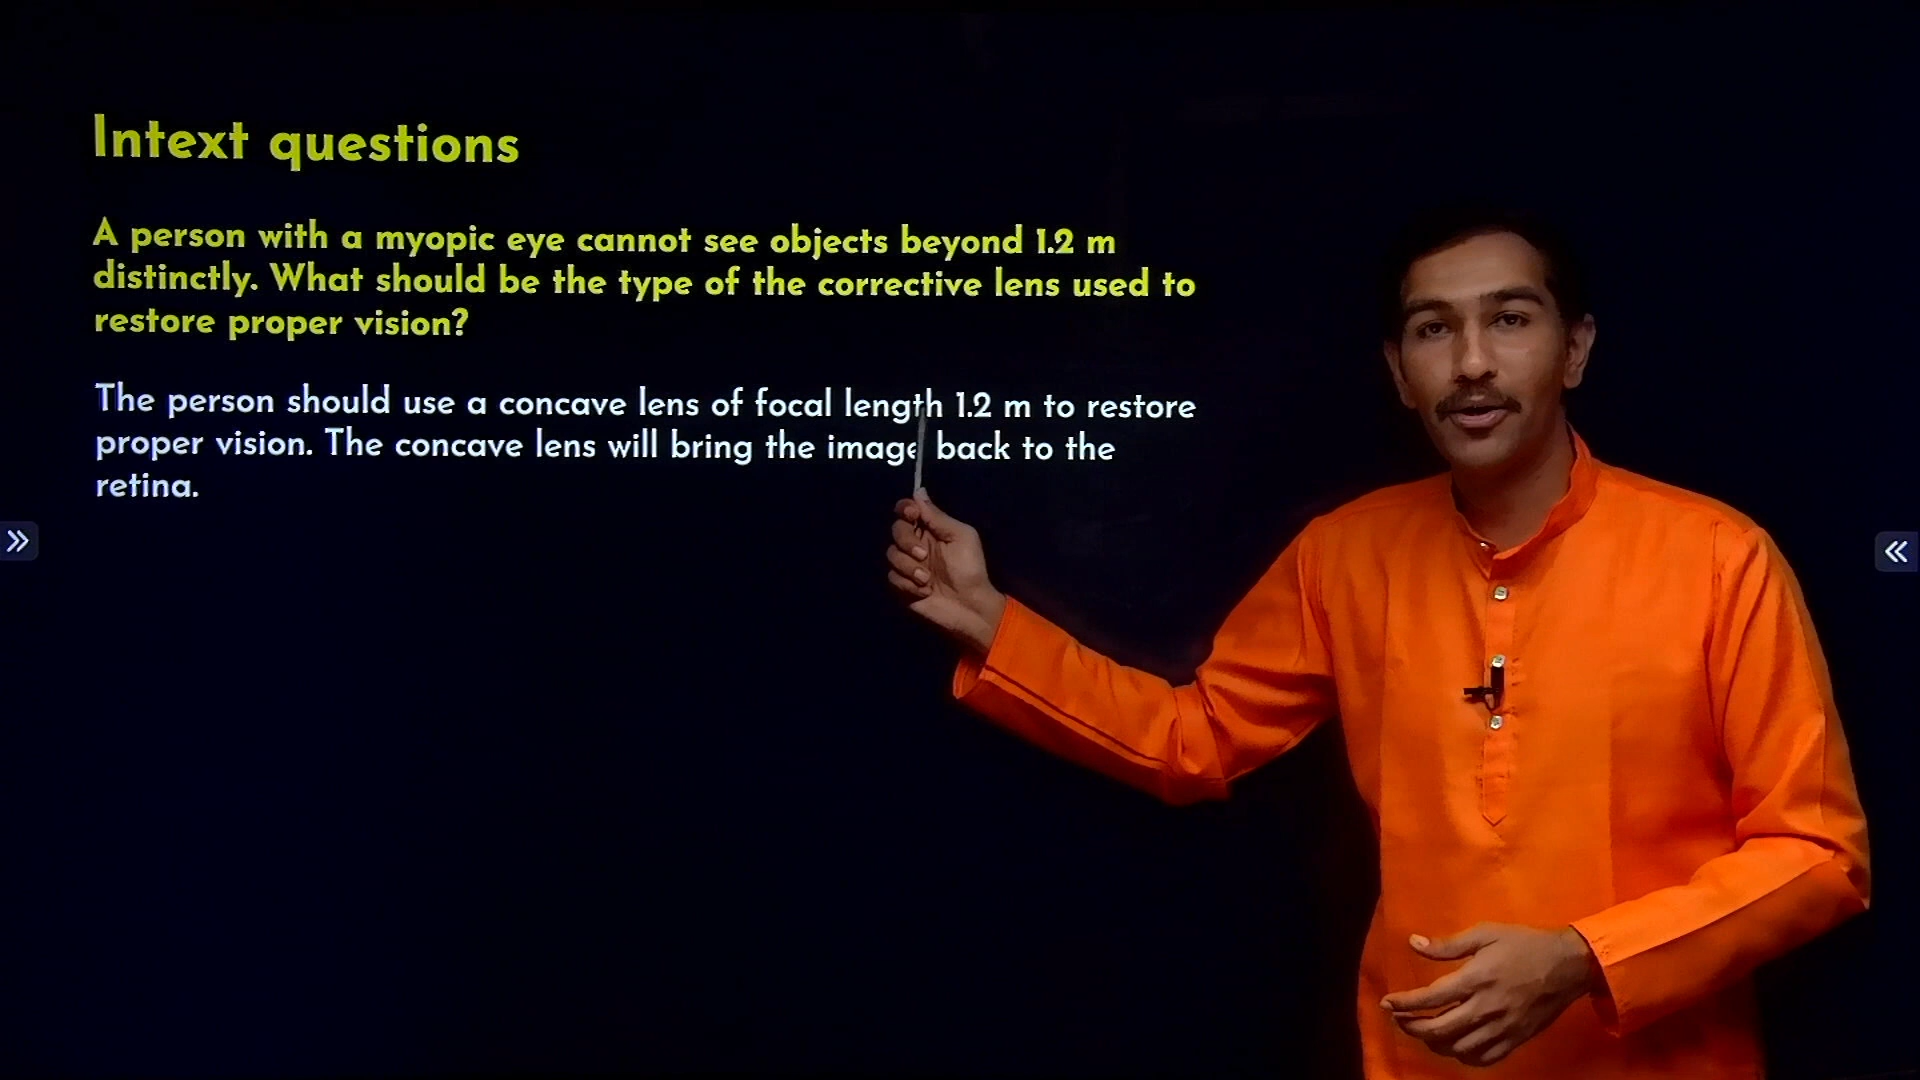 Intext questions
A person with a myopic eye cannot see objects beyond 1.2 m
distinctly. What should be the type of the corrective lens used to
restore proper vision?
The person should use a concave lens of focal length 1.2 m to restore
proper vision. The concave lens will bring the image back to the
retina.